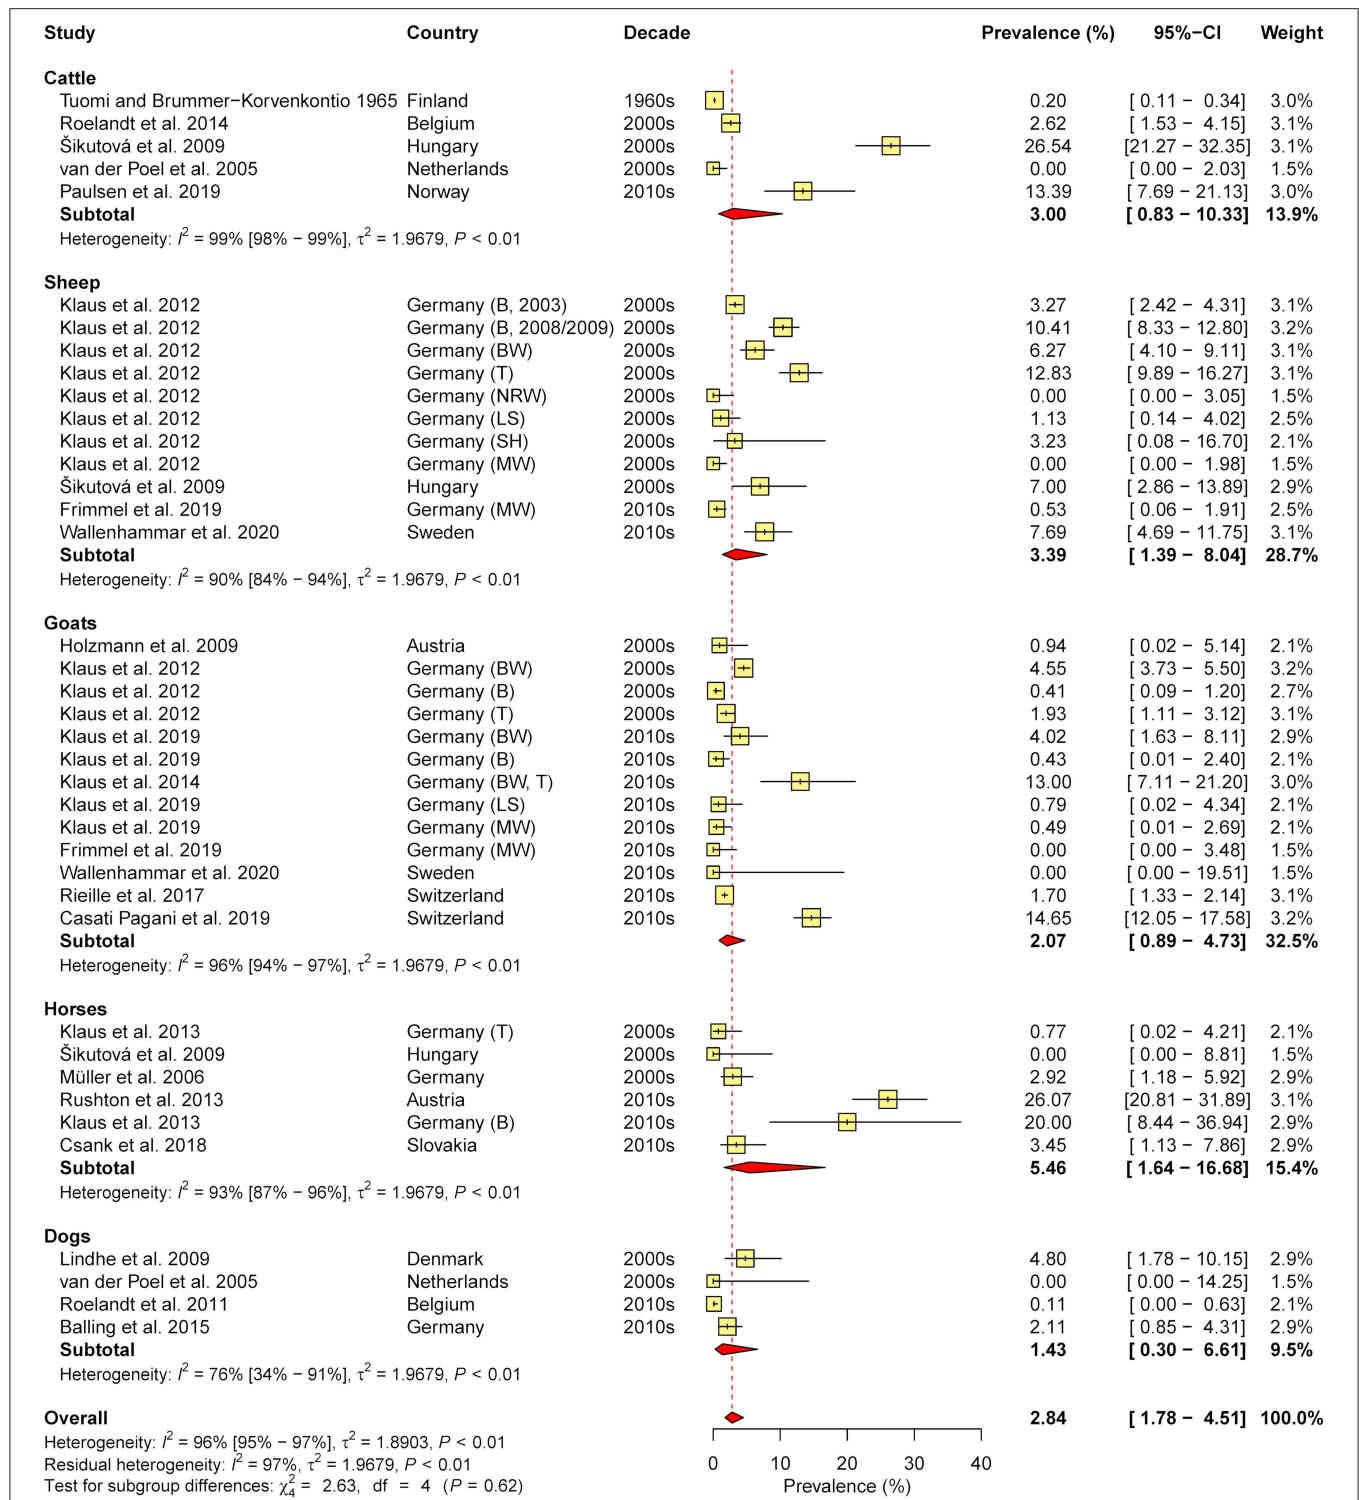 Study Country Decade Prevalence (%) 95%−CI Weight
Cattle
Tuomi and Brummer−Korvenkontio 1965 Finland 1960s 0.20 [ 0.11 − 0.34] 3.0%
Roelandt et al. 2014 Belgium 2000s 2.62 [ 1.53 − 4.15] 3.1%
Šikutová et al. 2009 Hungary 2000s 26.54 [21.27 − 32.35] 3.1%
van der Poel et al. 2005 Netherlands 2000s 0.00 [ 0.00 − 2.03] 1.5%
Paulsen et al. 2019 Norway 2010s 13.39 [ 7.69 − 21.13] 3.0%
Subtotal 3.00 [ 0.83 − 10.33] 13.9%
Heterogeneity: I² = 99% [98% − 99%], τ² = 1.9679, P < 0.01
Sheep
Klaus et al. 2012 Germany (B, 2003) 2000s 3.27 [ 2.42 − 4.31] 3.1%
Klaus et al. 2012 Germany (B, 2008/2009) 2000s 10.41 [ 8.33 − 12.80] 3.2%
Klaus et al. 2012 Germany (BW) 2000s 6.27 [ 4.10 − 9.11] 3.1%
Klaus et al. 2012 Germany (T) 2000s 12.83 [ 9.89 − 16.27] 3.1%
Klaus et al. 2012 Germany (NRW) 2000s 0.00 [ 0.00 − 3.05] 1.5%
Klaus et al. 2012 Germany (LS) 2000s 1.13 [ 0.14 − 4.02] 2.5%
Klaus et al. 2012 Germany (SH) 2000s 3.23 [ 0.08 − 16.70] 2.1%
Klaus et al. 2012 Germany (MW) 2000s 0.00 [ 0.00 − 1.98] 1.5%
Šikutová et al. 2009 Hungary 2000s 7.00 [ 2.86 − 13.89] 2.9%
Frimmel et al. 2019 Germany (MW) 2010s 0.53 [ 0.06 − 1.91] 2.5%
Wallenhammar et al. 2020 Sweden 2010s 7.69 [ 4.69 − 11.75] 3.1%
Subtotal 3.39 [ 1.39 − 8.04] 28.7%
Heterogeneity: I² = 90% [84% − 94%], τ² = 1.9679, P < 0.01
Goats
Holzmann et al. 2009 Austria 2000s 0.94 [ 0.02 − 5.14] 2.1%
Klaus et al. 2012 Germany (BW) 2000s 4.55 [ 3.73 − 5.50] 3.2%
Klaus et al. 2012 Germany (B) 2000s 0.41 [ 0.09 − 1.20] 2.7%
Klaus et al. 2012 Germany (T) 2000s 1.93 [ 1.11 − 3.12] 3.1%
Klaus et al. 2019 Germany (BW) 2010s 4.02 [ 1.63 − 8.11] 2.9%
Klaus et al. 2019 Germany (B) 2010s 0.43 [ 0.01 − 2.40] 2.1%
Klaus et al. 2014 Germany (BW, T) 2010s 13.00 [ 7.11 − 21.20] 3.0%
Klaus et al. 2019 Germany (LS) 2010s 0.79 [ 0.02 − 4.34] 2.1%
Klaus et al. 2019 Germany (MW) 2010s 0.49 [ 0.01 − 2.69] 2.1%
Frimmel et al. 2019 Germany (MW) 2010s 0.00 [ 0.00 − 3.48] 1.5%
Wallenhammar et al. 2020 Sweden 2010s 0.00 [ 0.00 − 19.51] 1.5%
Rieille et al. 2017 Switzerland 2010s 1.70 [ 1.33 − 2.14] 3.1%
Casati Pagani et al. 2019 Switzerland 2010s 14.65 [12.05 − 17.58] 3.2%
Subtotal 2.07 [ 0.89 − 4.73] 32.5%
Heterogeneity: I² = 96% [94% − 97%], τ² = 1.9679, P < 0.01
Horses
Klaus et al. 2013 Germany (T) 2000s 0.77 [ 0.02 − 4.21] 2.1%
Šikutová et al. 2009 Hungary 2000s 0.00 [ 0.00 − 8.81] 1.5%
Müller et al. 2006 Germany 2000s 2.92 [ 1.18 − 5.92] 2.9%
Rushton et al. 2013 Austria 2010s 26.07 [20.81 − 31.89] 3.1%
Klaus et al. 2013 Germany (B) 2010s 20.00 [ 8.44 − 36.94] 2.9%
Csank et al. 2018 Slovakia 2010s 3.45 [ 1.13 − 7.86] 2.9%
Subtotal 5.46 [ 1.64 − 16.68] 15.4%
Heterogeneity: I² = 93% [87% − 96%], τ² = 1.9679, P < 0.01
Dogs
Lindhe et al. 2009 Denmark 2000s 4.80 [ 1.78 − 10.15] 2.9%
van der Poel et al. 2005 Netherlands 2000s 0.00 [ 0.00 − 14.25] 1.5%
Roelandt et al. 2011 Belgium 2010s 0.11 [ 0.00 − 0.63] 2.1%
Balling et al. 2015 Germany 2010s 2.11 [ 0.85 − 4.31] 2.9%
Subtotal 1.43 [ 0.30 − 6.61] 9.5%
Heterogeneity: I² = 76% [34% − 91%], τ² = 1.9679, P < 0.01
Overall 2.84 [ 1.78 − 4.51] 100.0%
Heterogeneity: I² = 96% [95% − 97%], τ² = 1.8903, P < 0.01
Residual heterogeneity: I² = 97%, τ² = 1.9679, P < 0.01
Test for subgroup differences: χ²₄ = 2.63, df = 4 (P = 0.62)
0 10 20 30 40
Prevalence (%)